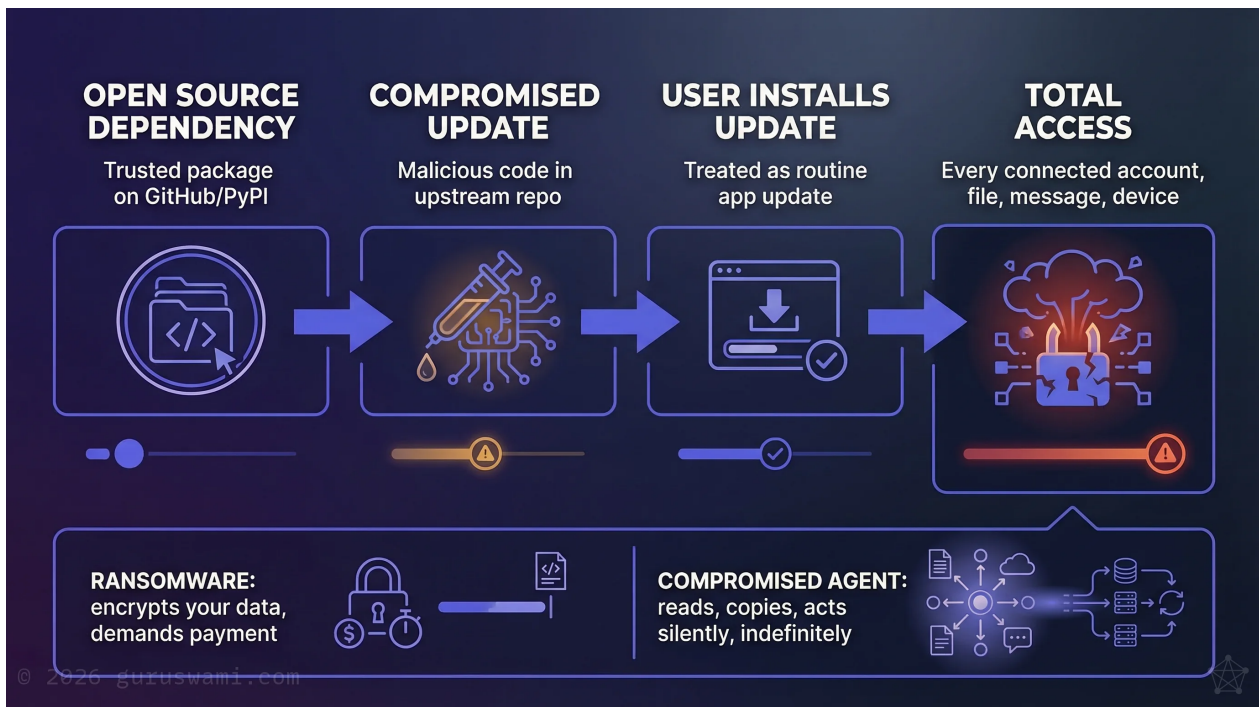 OPEN SOURCE
DEPENDENCY
Trusted package
on GitHub/PyPI
COMPROMISED
UPDATE
Malicious code in
upstream repo
USER INSTALLS
UPDATE
Treated as routine
app update
TOTAL
ACCESS
Every connected account,
file, message, device
</>
</>
$
RANSOMWARE:
encrypts your data,
demands payment
COMPROMISED AGENT:
reads, copies, acts
silently, indefinitely
© 2026 guruswami.com